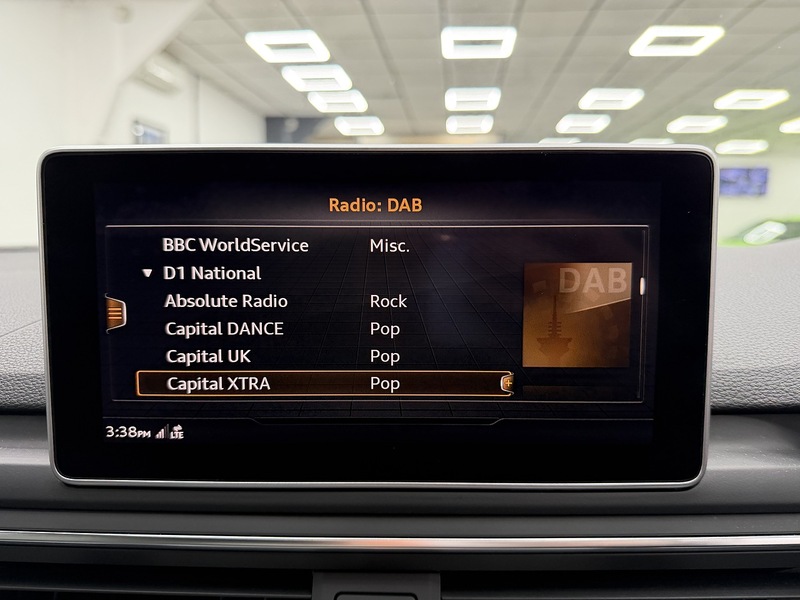 Radio: DAB
BBC WorldService Misc.
▼ D1 National
DAB
Absolute Radio Rock
Capital DANCE Pop
Capital UK Pop
Capital XTRA Pop
3:38PM LTE